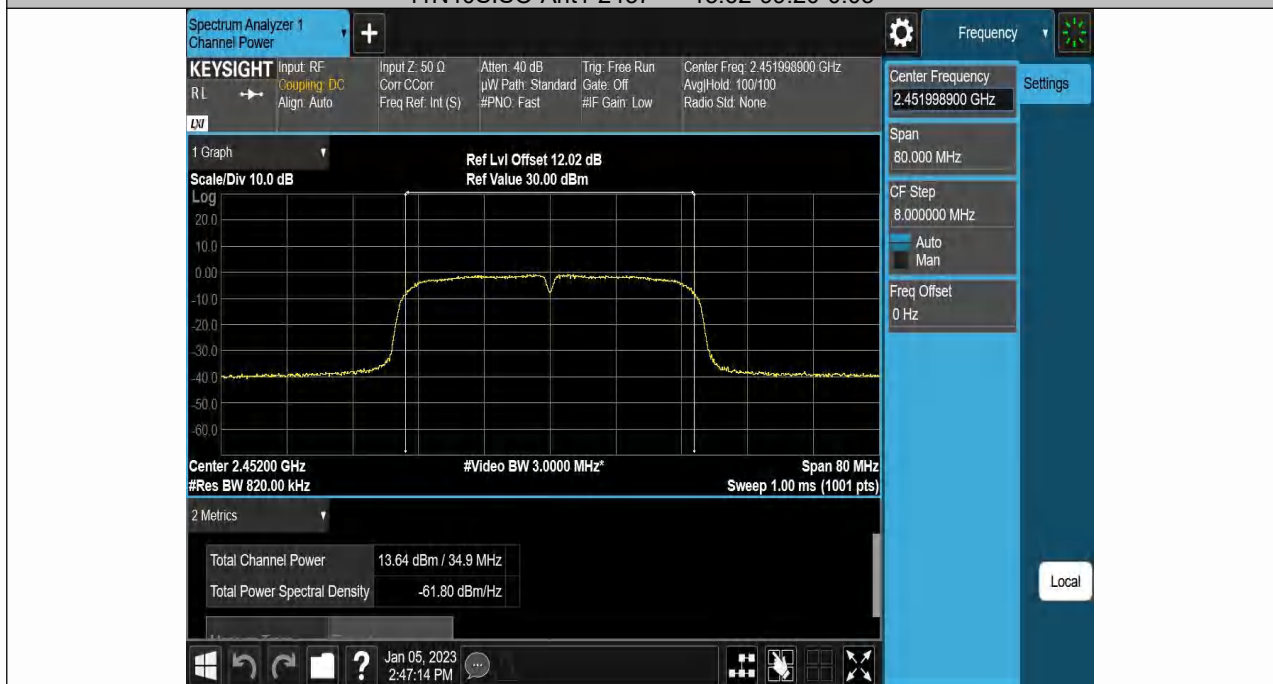 Spectrum Analyzer 1
Channel Power
Frequency
KEYSIGHT
RL
LXI
Input: RF
Coupling: DC
Align: Auto
Input Z: 50 Ω
Corr CCorr
Freq Ref: Int (S)
Atten: 40 dB
µW Path: Standard
#PNO: Fast
Trig: Free Run
Gate: Off
#IF Gain: Low
Center Freq: 2.451998900 GHz
Avg|Hold: 100/100
Radio Std: None
Center Frequency
2.451998900 GHz
Settings
Span
80.000 MHz
CF Step
8.000000 MHz
Auto
Man
Freq Offset
0 Hz
1 Graph
Ref Lvl Offset 12.02 dB
Scale/Div 10.0 dB
Ref Value 30.00 dBm
Log
20.0
10.0
0.00
-10.0
-20.0
-30.0
-40.0
-50.0
-60.0
Center 2.45200 GHz
#Video BW 3.0000 MHz*
Span 80 MHz
#Res BW 820.00 kHz
Sweep 1.00 ms (1001 pts)
2 Metrics
Total Channel Power
13.64 dBm / 34.9 MHz
Total Power Spectral Density
-61.80 dBm/Hz
Local
?
Jan 05, 2023
2:47:14 PM